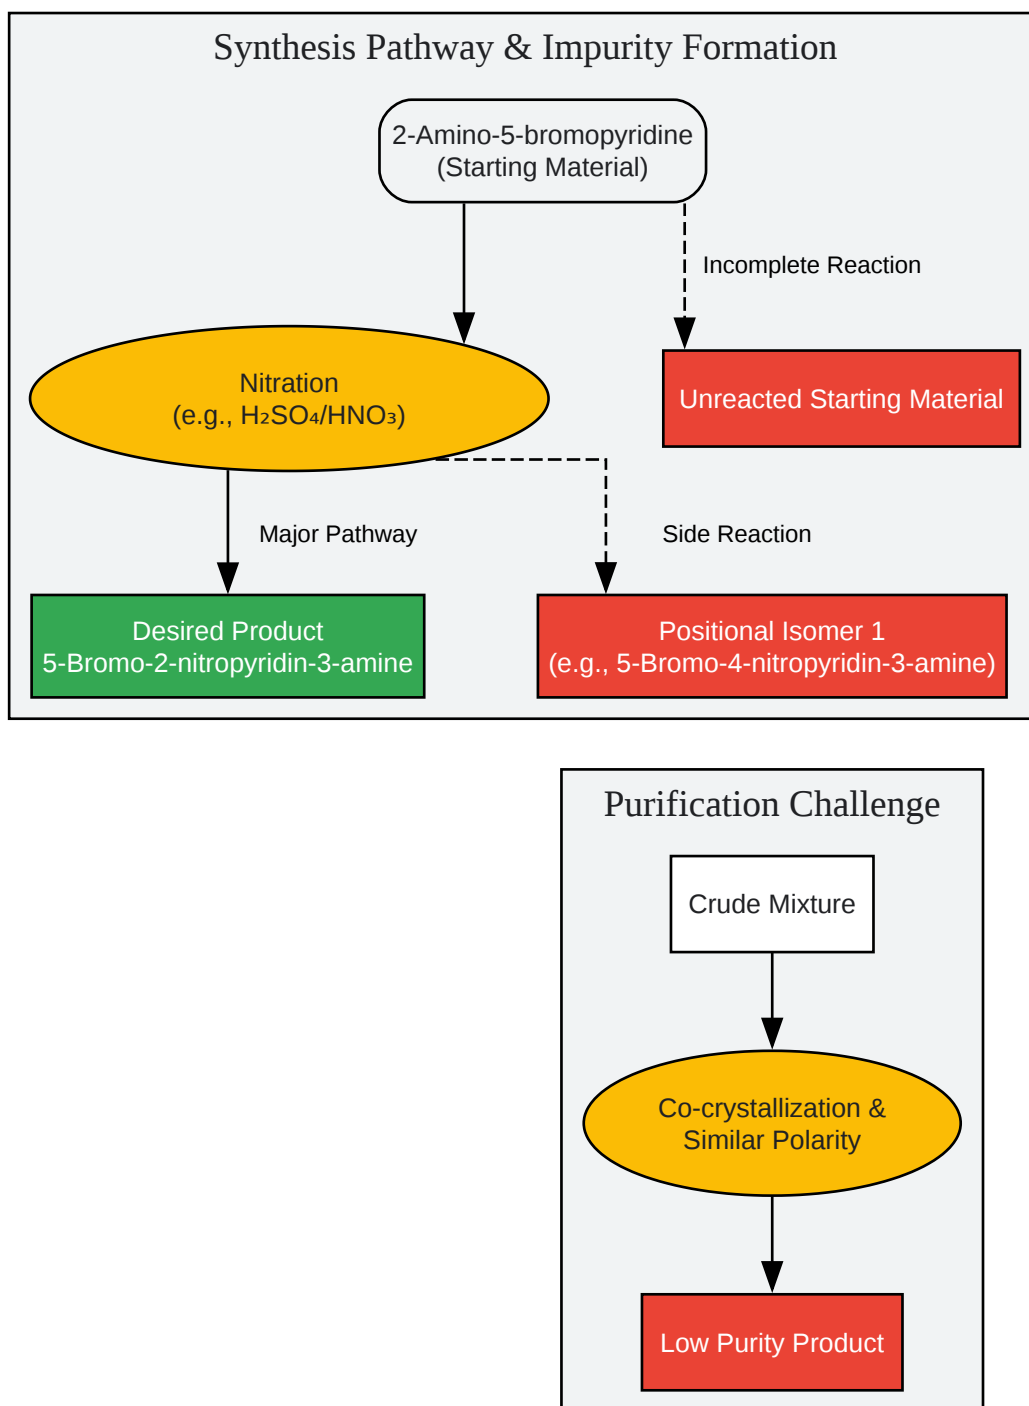 Synthesis Pathway & Impurity Formation
2-Amino-5-bromopyridine
(Starting Material)
Incomplete Reaction
Nitration
(e.g., H₂SO₄/HNO₃)
Unreacted Starting Material
Major Pathway
Side Reaction
Desired Product
5-Bromo-2-nitropyridin-3-amine
Positional Isomer 1
(e.g., 5-Bromo-4-nitropyridin-3-amine)
Purification Challenge
Crude Mixture
Co-crystallization &
Similar Polarity
Low Purity Product